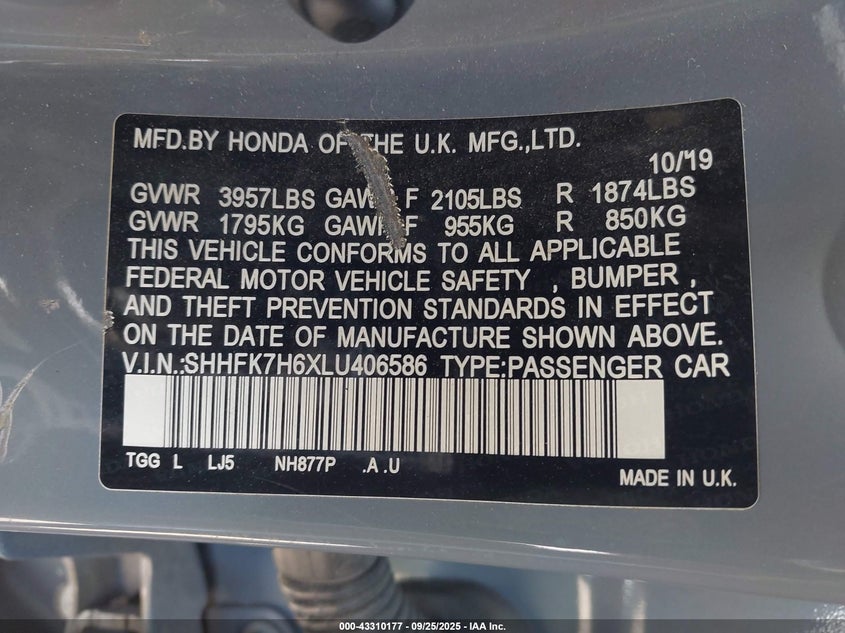 MFD.BY HONDA OF THE U.K. MFG.,LTD.
10/'19
GVWR 3957LBS GAWR F 2105LBS R 1874LBS
GVWR 1795KG GAWR F 955KG R 850KG
THIS VEHICLE CONFORMS TO ALL APPLICABLE
FEDERAL MOTOR VEHICLE SAFETY , BUMPER ,
AND THEFT PREVENTION STANDARDS IN EFFECT
ON THE DATE OF MANUFACTURE SHOWN ABOVE.
V.I.N.:SHHFK7H6XLU406586 TYPE:PASSENGER CAR
TGG L LJ5 NH877P .A .U
MADE IN U.K.
000-43310177 - 09/25/2025 - IAA Inc.